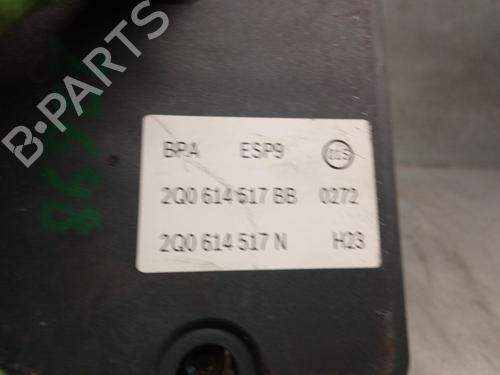 B-PARTS
BPA ESP9
2Q0 614 517 BB 0272
2Q0 614 517 N H23